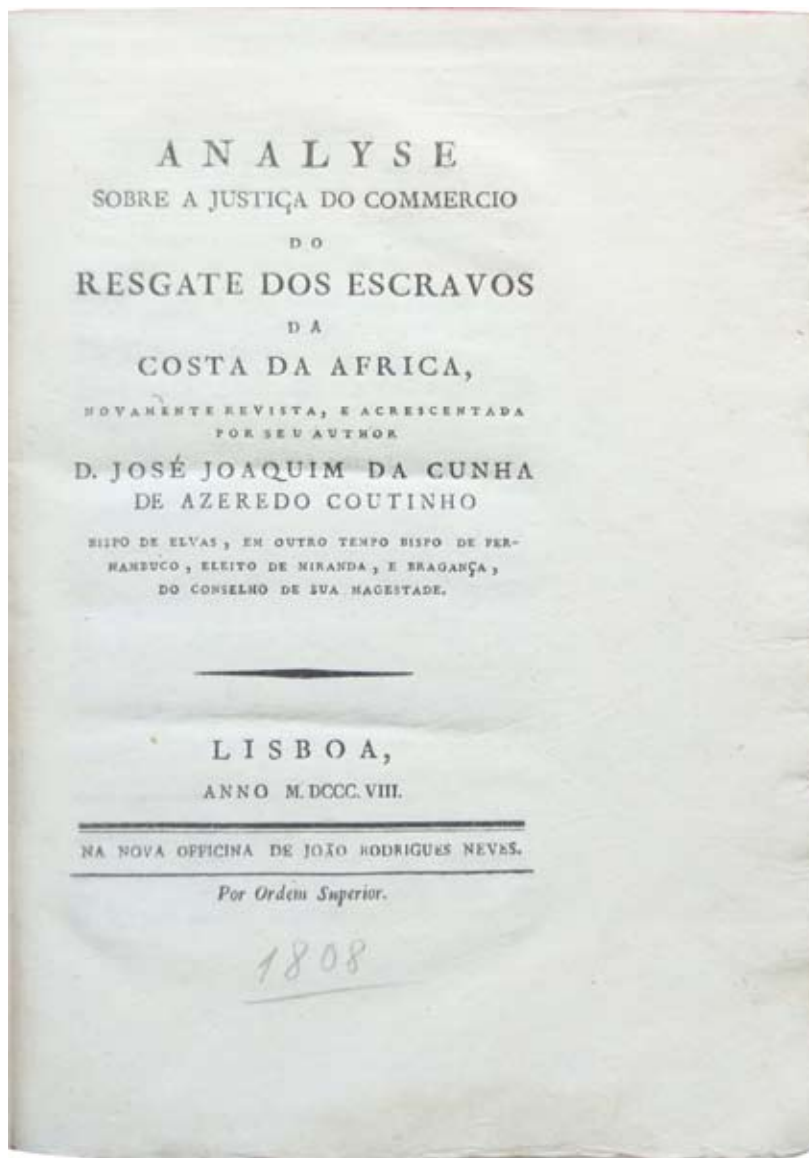 ANALYSE
SOBRE A JUSTIÇA DO COMMERCIO
DO
RESGATE DOS ESCRAVOS
DA
COSTA DA AFRICA,
NOVAMENTE REVISTA, E ACRESCENTADA
POR SEU AUTHOR
D. JOSÉ JOAQUIM DA CUNHA
DE AZEREDO COUTINHO
BISPO DE ELVAS, EM OUTRO TEMPO BISPO DE PER-
NAMBUCO, ELEITO DE MIRANDA, E BRAGANÇA,
DO CONSELHO DE SUA MAGESTADE.
LISBOA,
ANNO M. DCCC. VIII.
NA NOVA OFFICINA DE JOÃO RODRIGUES NEVES.
Por Ordem Superior.
1808